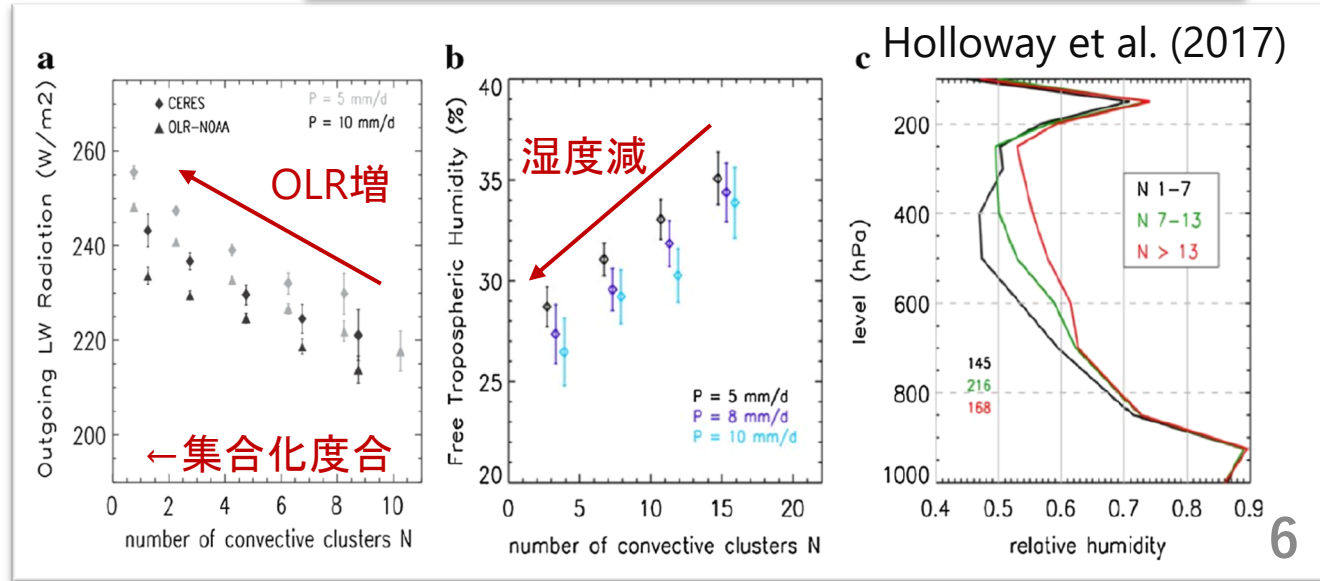 Holloway et al. (2017)
a
CERES
OLR-NOAA
P = 5 mm/d
P = 10 mm/d
OLR増
←集合化度合
Outgoing LW Radiation (W/m2)
260
240
220
200
0 2 4 6 8 10
number of convective clusters N
b
湿度減
P = 5 mm/d
P = 8 mm/d
P = 10 mm/d
Free Tropospheric Humidity (%)
40
35
30
25
20
0 5 10 15 20
number of convective clusters N
c
N 1-7
N 7-13
N > 13
145
216
168
level (hPa)
200
400
600
800
1000
0.4 0.5 0.6 0.7 0.8 0.9
relative humidity
6